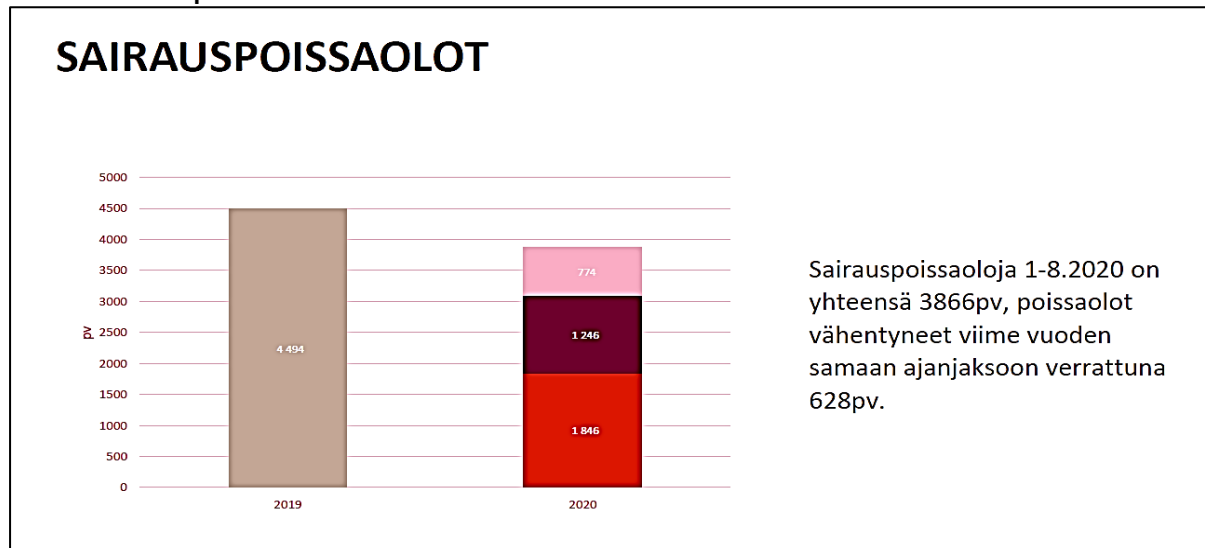 SAIRAUSPOISSAOLOT
5000
4500
4000
3500
3000
2500
2000
1500
1000
500
0
pv
4 494
774
1 246
1 846
2019
2020
Sairauspoissaoloja 1-8.2020 on
yhteensä 3866pv, poissaolot
vähentyneet viime vuoden
samaan ajanjaksoon verrattuna
628pv.